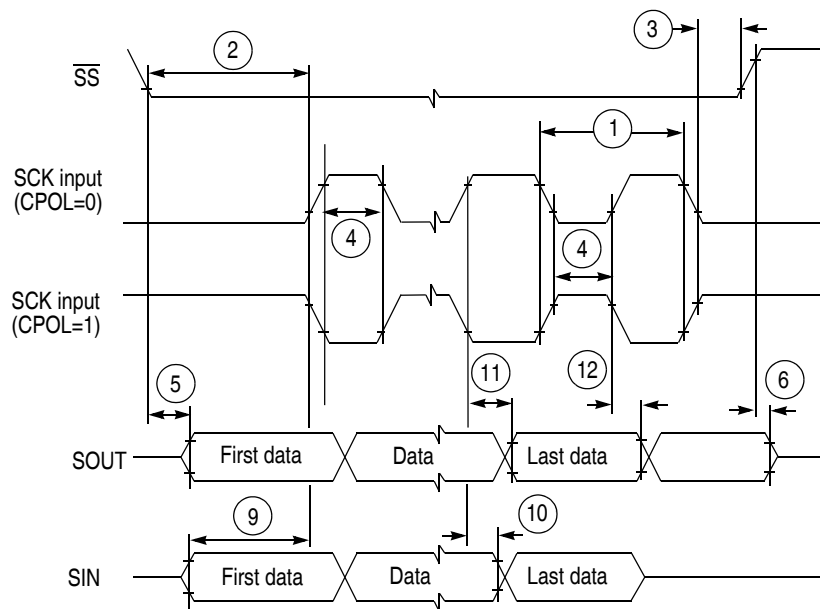 2
3
SS
1
SCK input
(CPOL=0)
4
4
SCK input
(CPOL=1)
5
11
12
6
SOUT
First data
Data
Last data
9
10
SIN
First data
Data
Last data